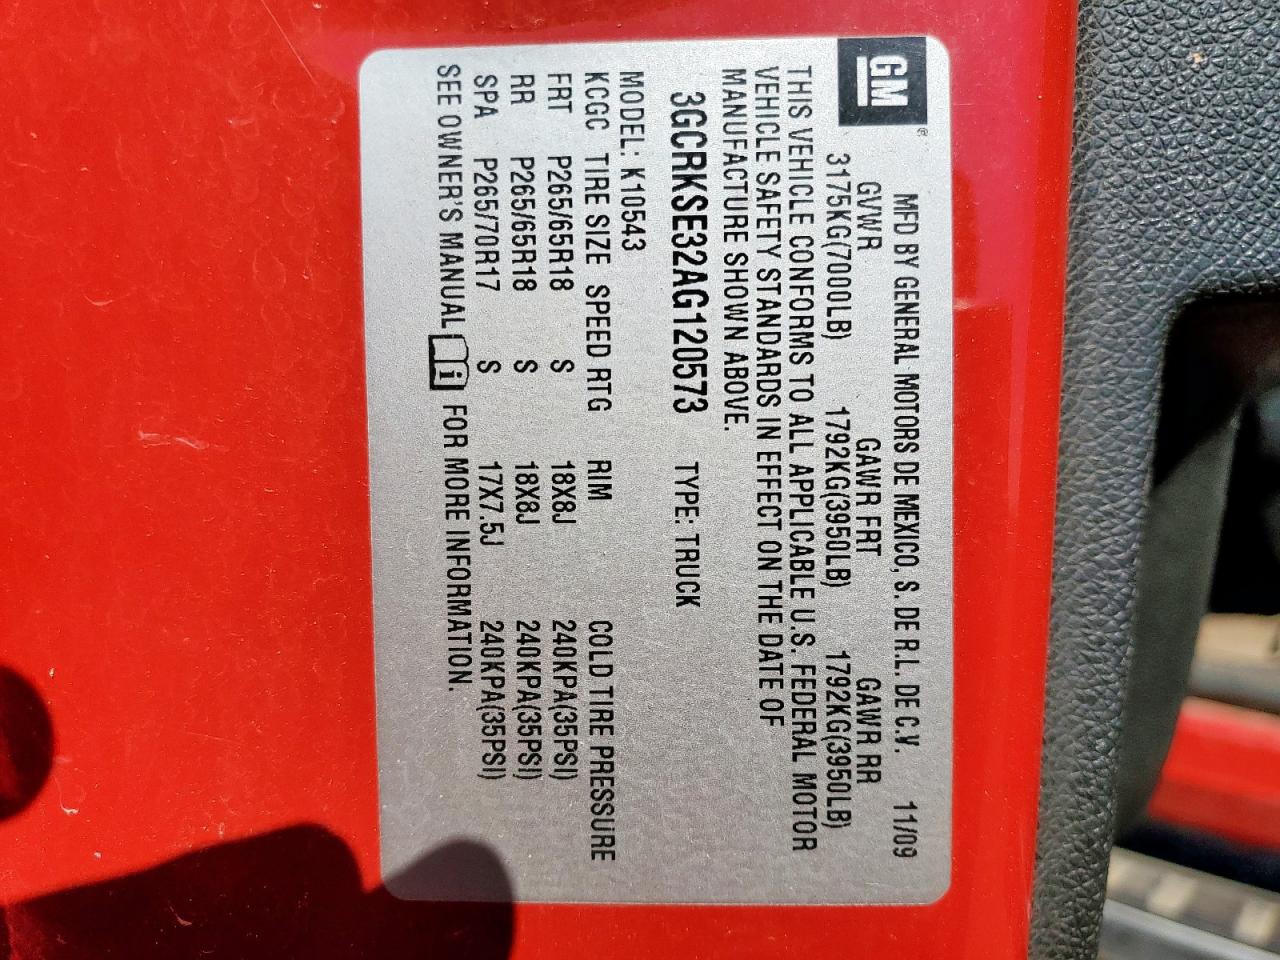 GM
MFD BY GENERAL MOTORS DE MEXICO, S. DE R.L. DE C.V. 11/09
GVWR GAWR FRT GAWR RR
3175KG(7000LB) 1792KG(3950LB) 1792KG(3950LB)
THIS VEHICLE CONFORMS TO ALL APPLICABLE U.S. FEDERAL MOTOR
VEHICLE SAFETY STANDARDS IN EFFECT ON THE DATE OF
MANUFACTURE SHOWN ABOVE.
3GCRKSE32AG120573 TYPE: TRUCK
MODEL: K10543
KCGC TIRE SIZE SPEED RTG RIM COLD TIRE PRESSURE
FRT P265/65R18 S 18X8J 240KPA(35PSI)
RR P265/65R18 S 18X8J 240KPA(35PSI)
SPA P265/70R17 S 17X7.5J 240KPA(35PSI)
SEE OWNER'S MANUAL i FOR MORE INFORMATION.